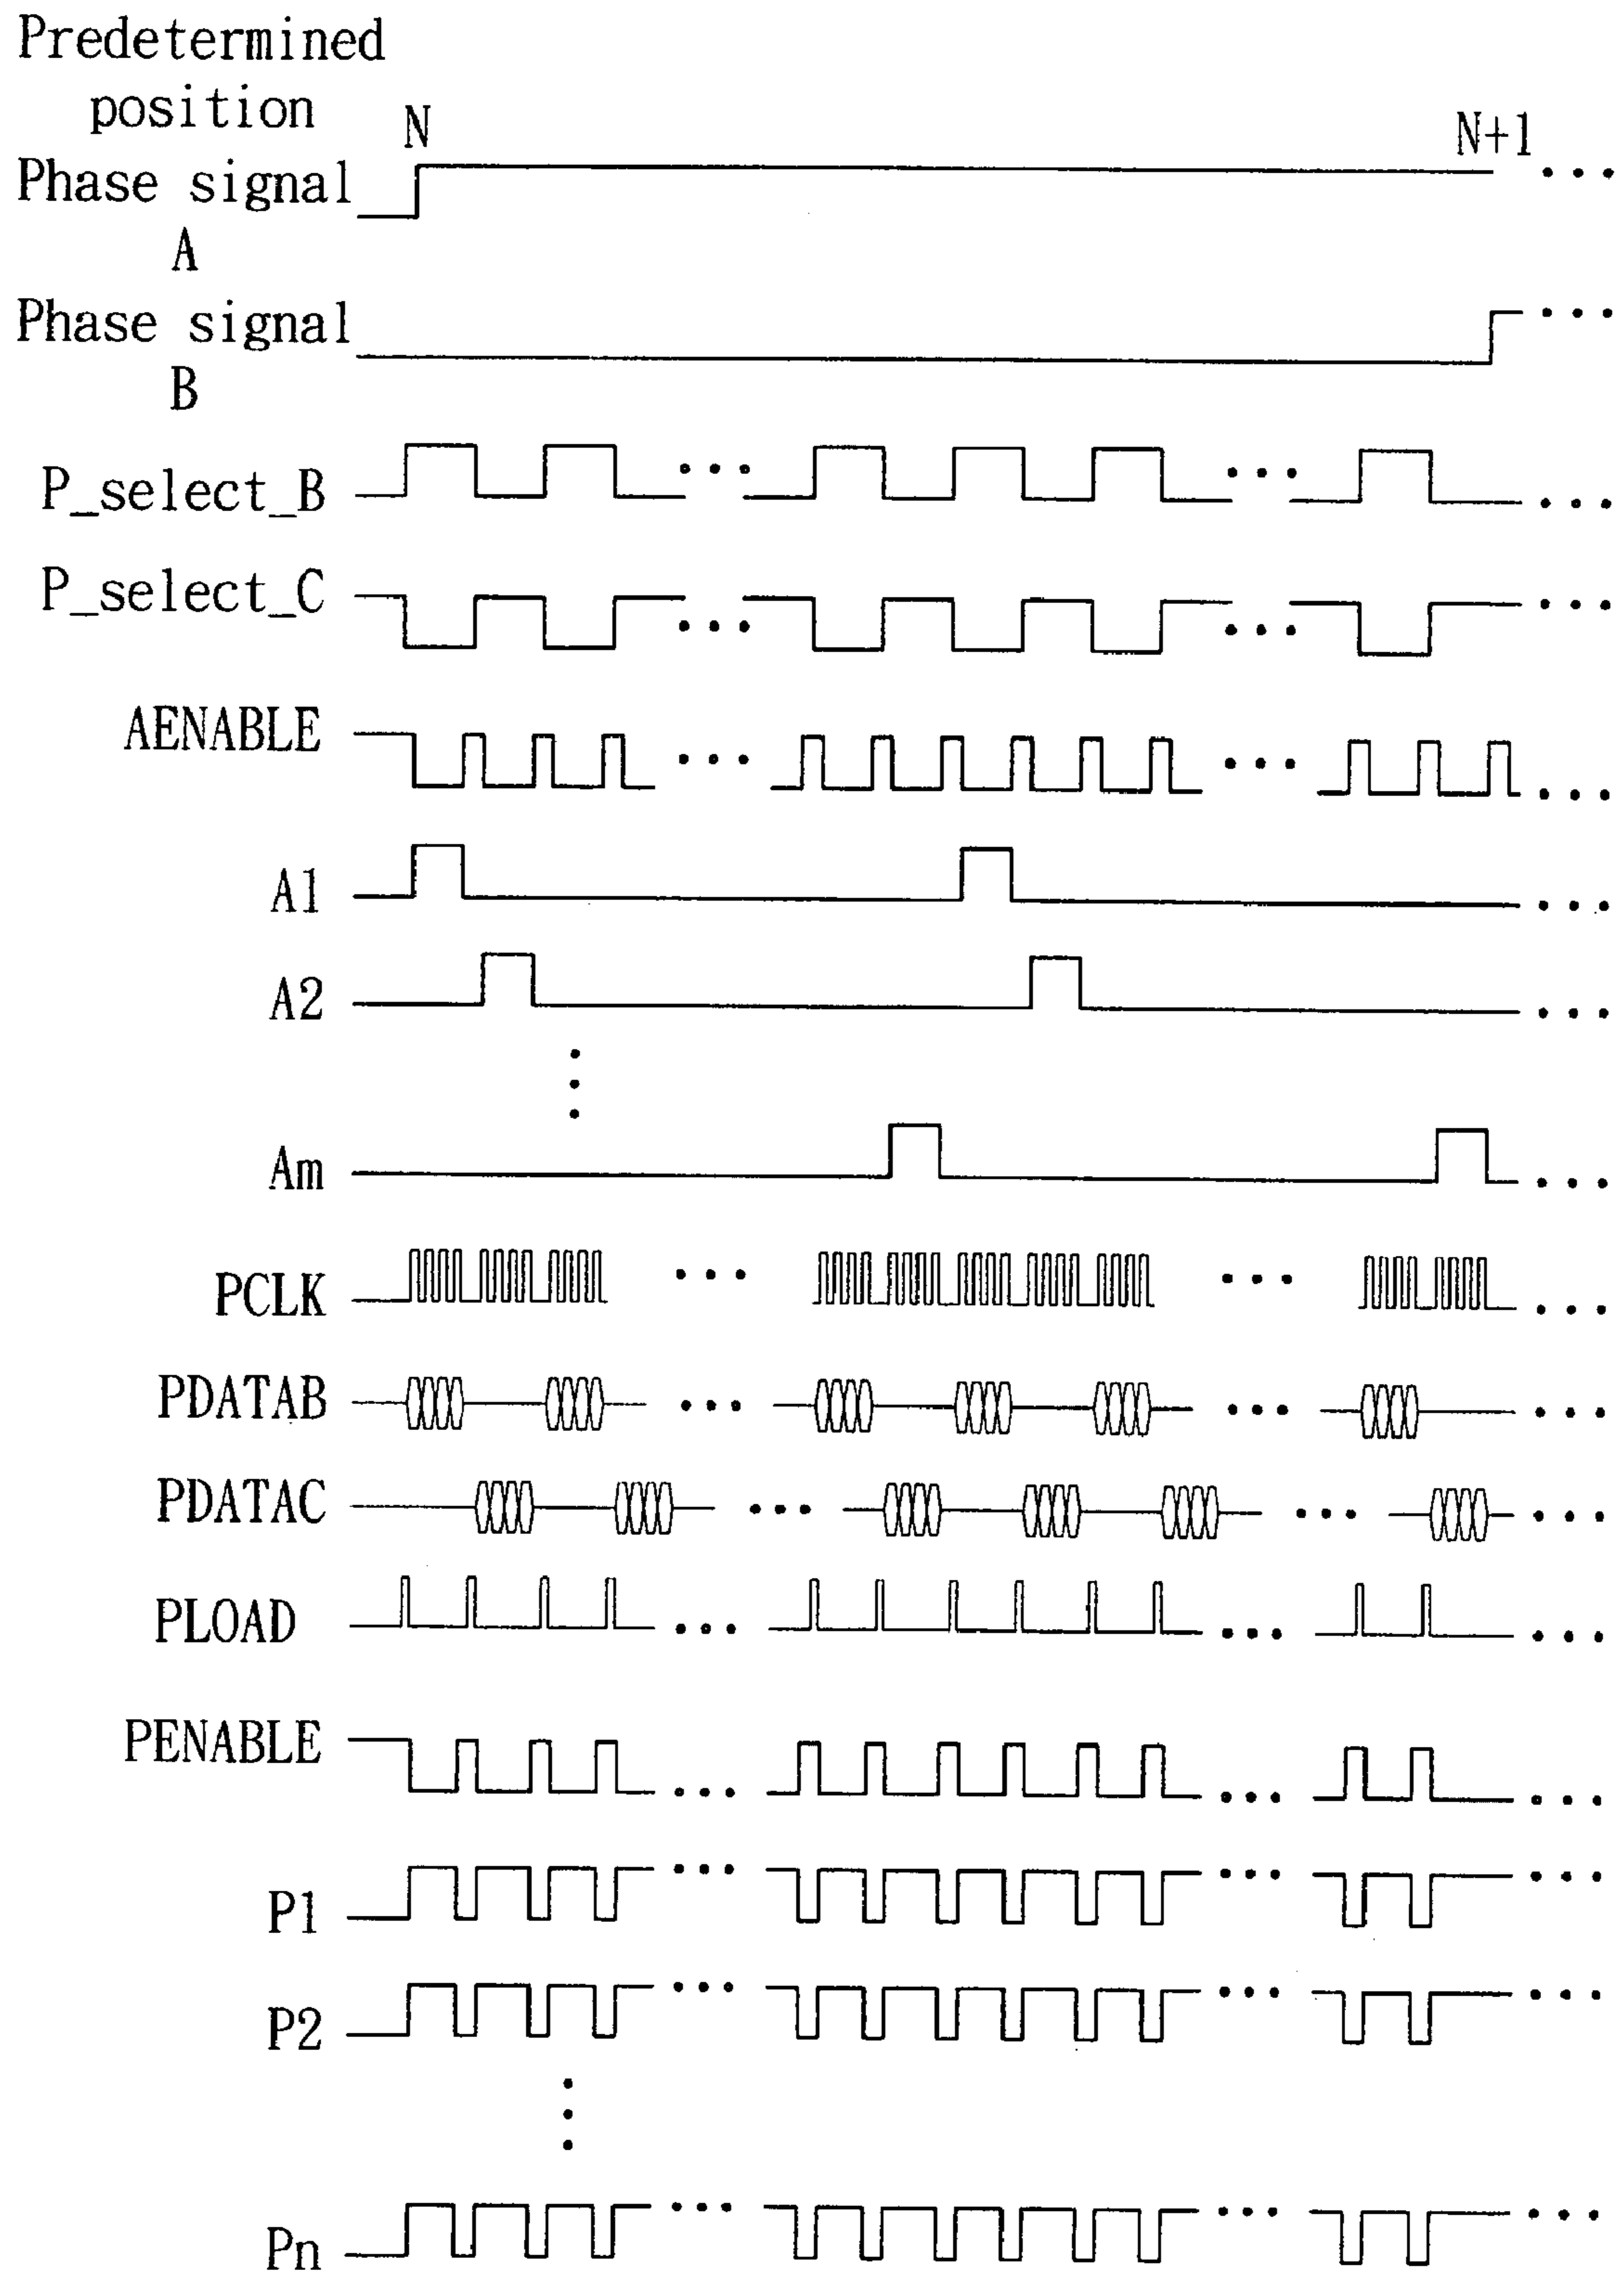 Predetermined
position
N
N+1
Phase signal
A
Phase signal
B
P_select_B
P_select_C
AENABLE
A1
A2
Am
PCLK
PDATAB
PDATAC
PLOAD
PENABLE
P1
P2
Pn